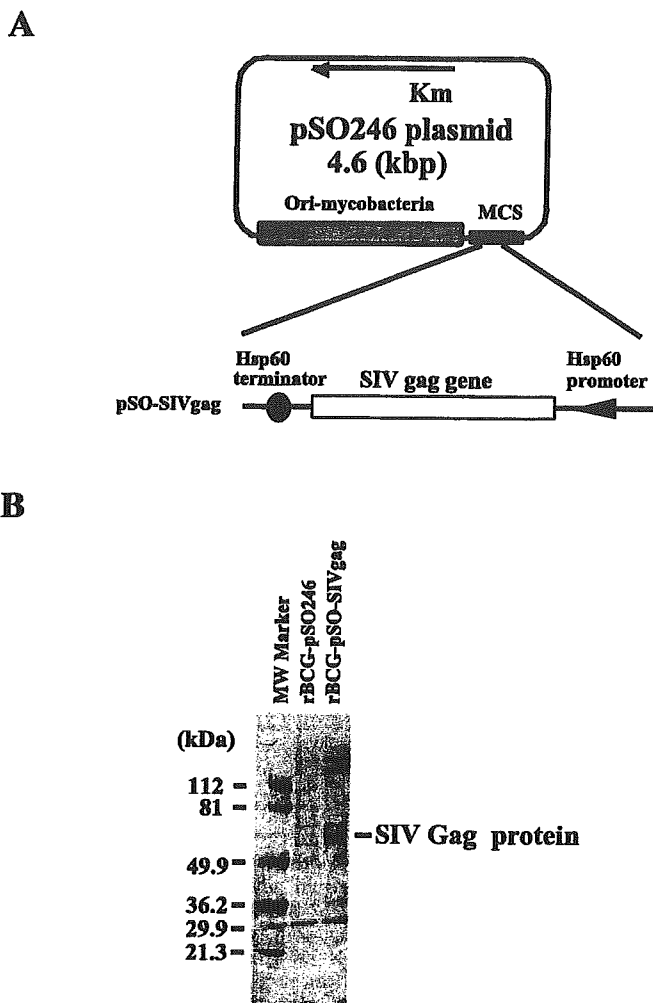 A
Km
pSO246 plasmid
4.6 (kbp)
Ori-mycobacteria
MCS
Hsp60
terminator
SIV gag gene
Hsp60
promoter
pSO-SIVgag
B
MW Marker
rBCG-pSO246
rBCG-pSO-SIVgag
(kDa)
112
81
SIV Gag protein
49.9
36.2
29.9
21.3